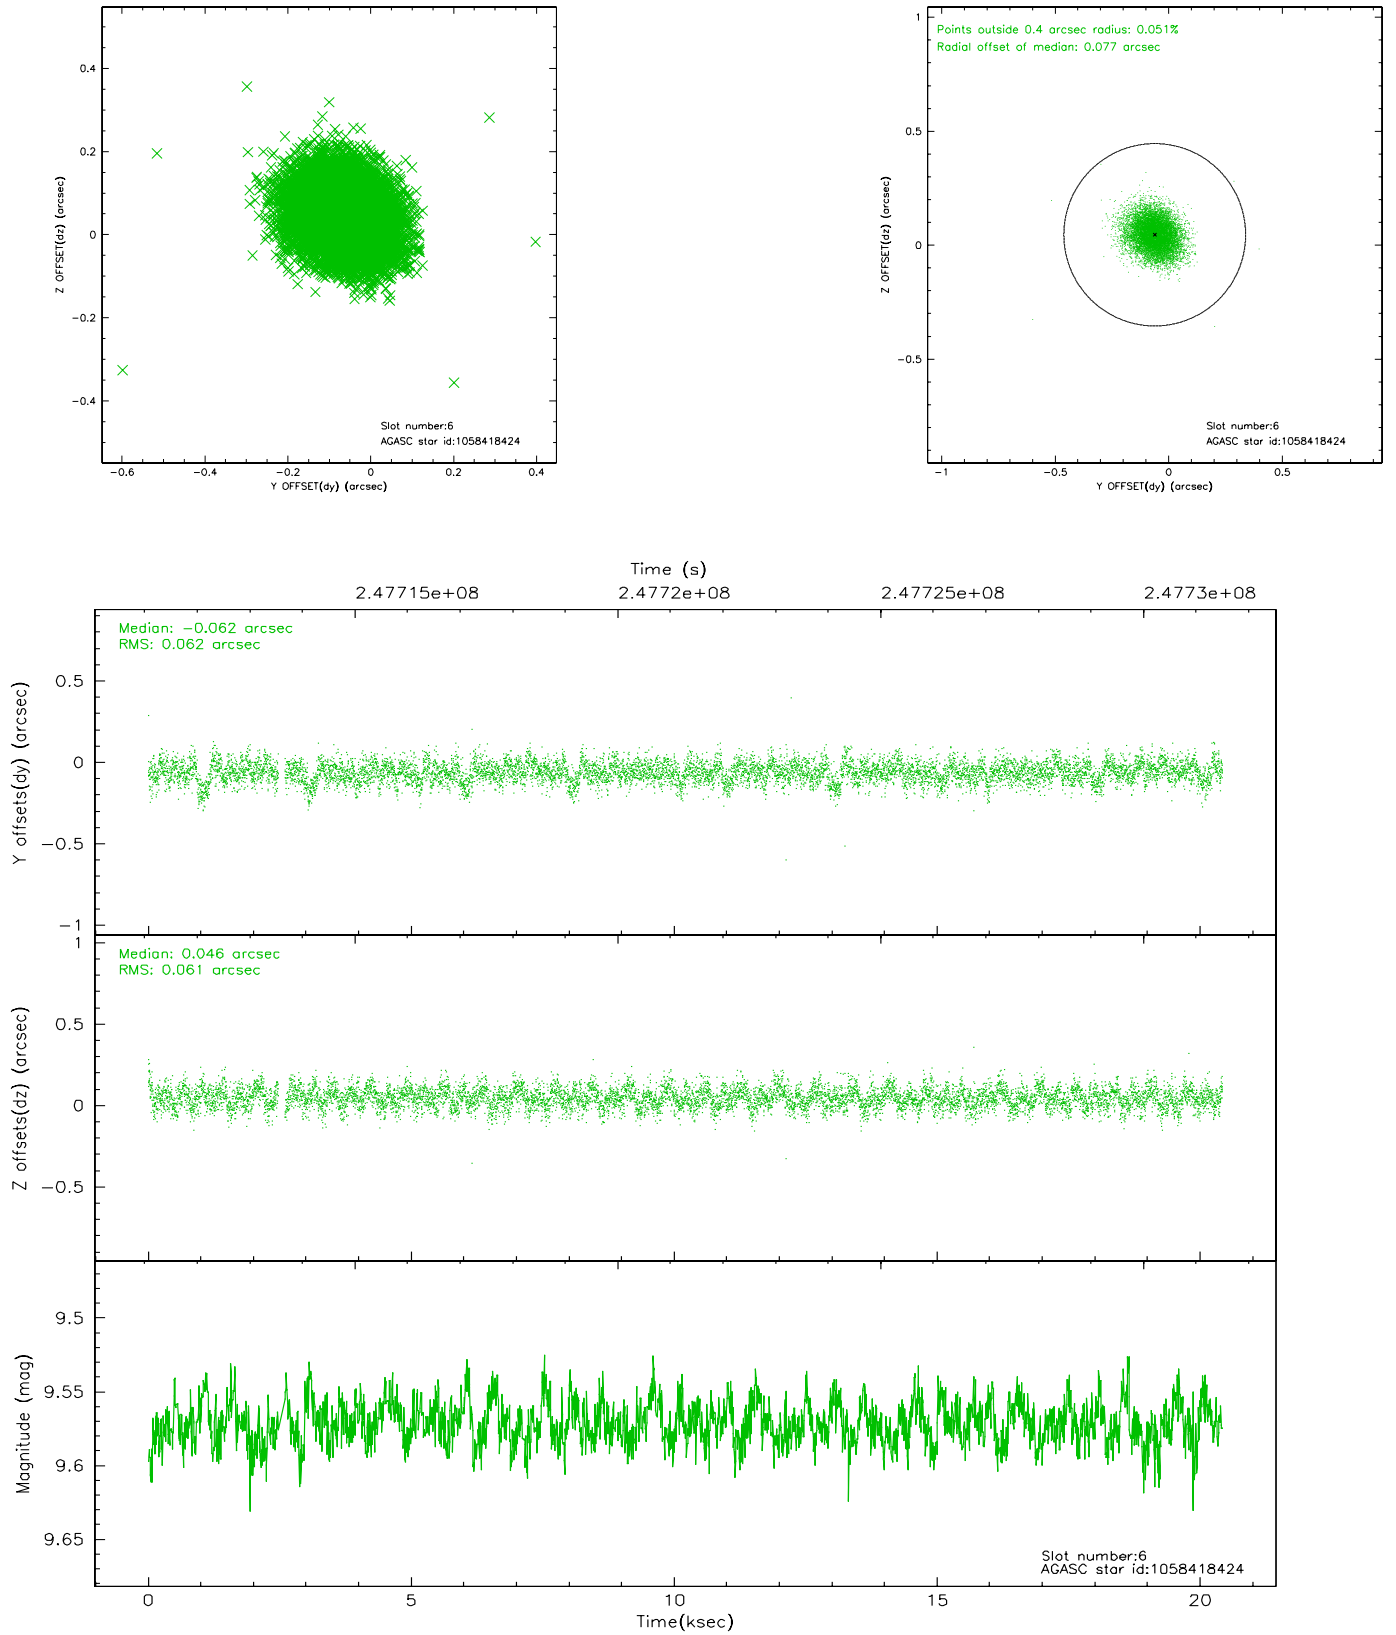 0.4
0.2
0
−0.2
−0.4
Z OFFSET(dz) (arcsec)
Slot number:6
AGASC star id:1058418424
−0.6 −0.4 −0.2 0 0.2 0.4
Y OFFSET(dy) (arcsec)
Points outside 0.4 arcsec radius: 0.051%
Radial offset of median: 0.077 arcsec
1
0.5
0
−0.5
Z OFFSET(dz) (arcsec)
Slot number:6
AGASC star id:1058418424
−1 −0.5 0 0.5
Y OFFSET(dy) (arcsec)
Time (s)
2.47715e+08 2.4772e+08 2.47725e+08 2.4773e+08
Median: −0.062 arcsec
RMS: 0.062 arcsec
0.5
0
−0.5
−1
Y offsets(dy) (arcsec)
Median: 0.046 arcsec
RMS: 0.061 arcsec
1
0.5
0
−0.5
Z offsets(dz) (arcsec)
9.5
9.55
9.6
9.65
Magnitude (mag)
Slot number:6
AGASC star id:1058418424
0 5 10 15 20
Time(ksec)